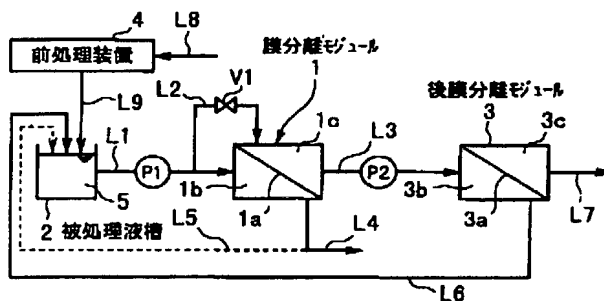 4
L8
前処理装置
膜分離モジュール
1
L2
V1
L9
後膜分離モジュール
3
L1
1c
L3
3c
P1
P2
1b
1a
3b
3a
5
2 被処理液槽
L5
L4
L7
L6